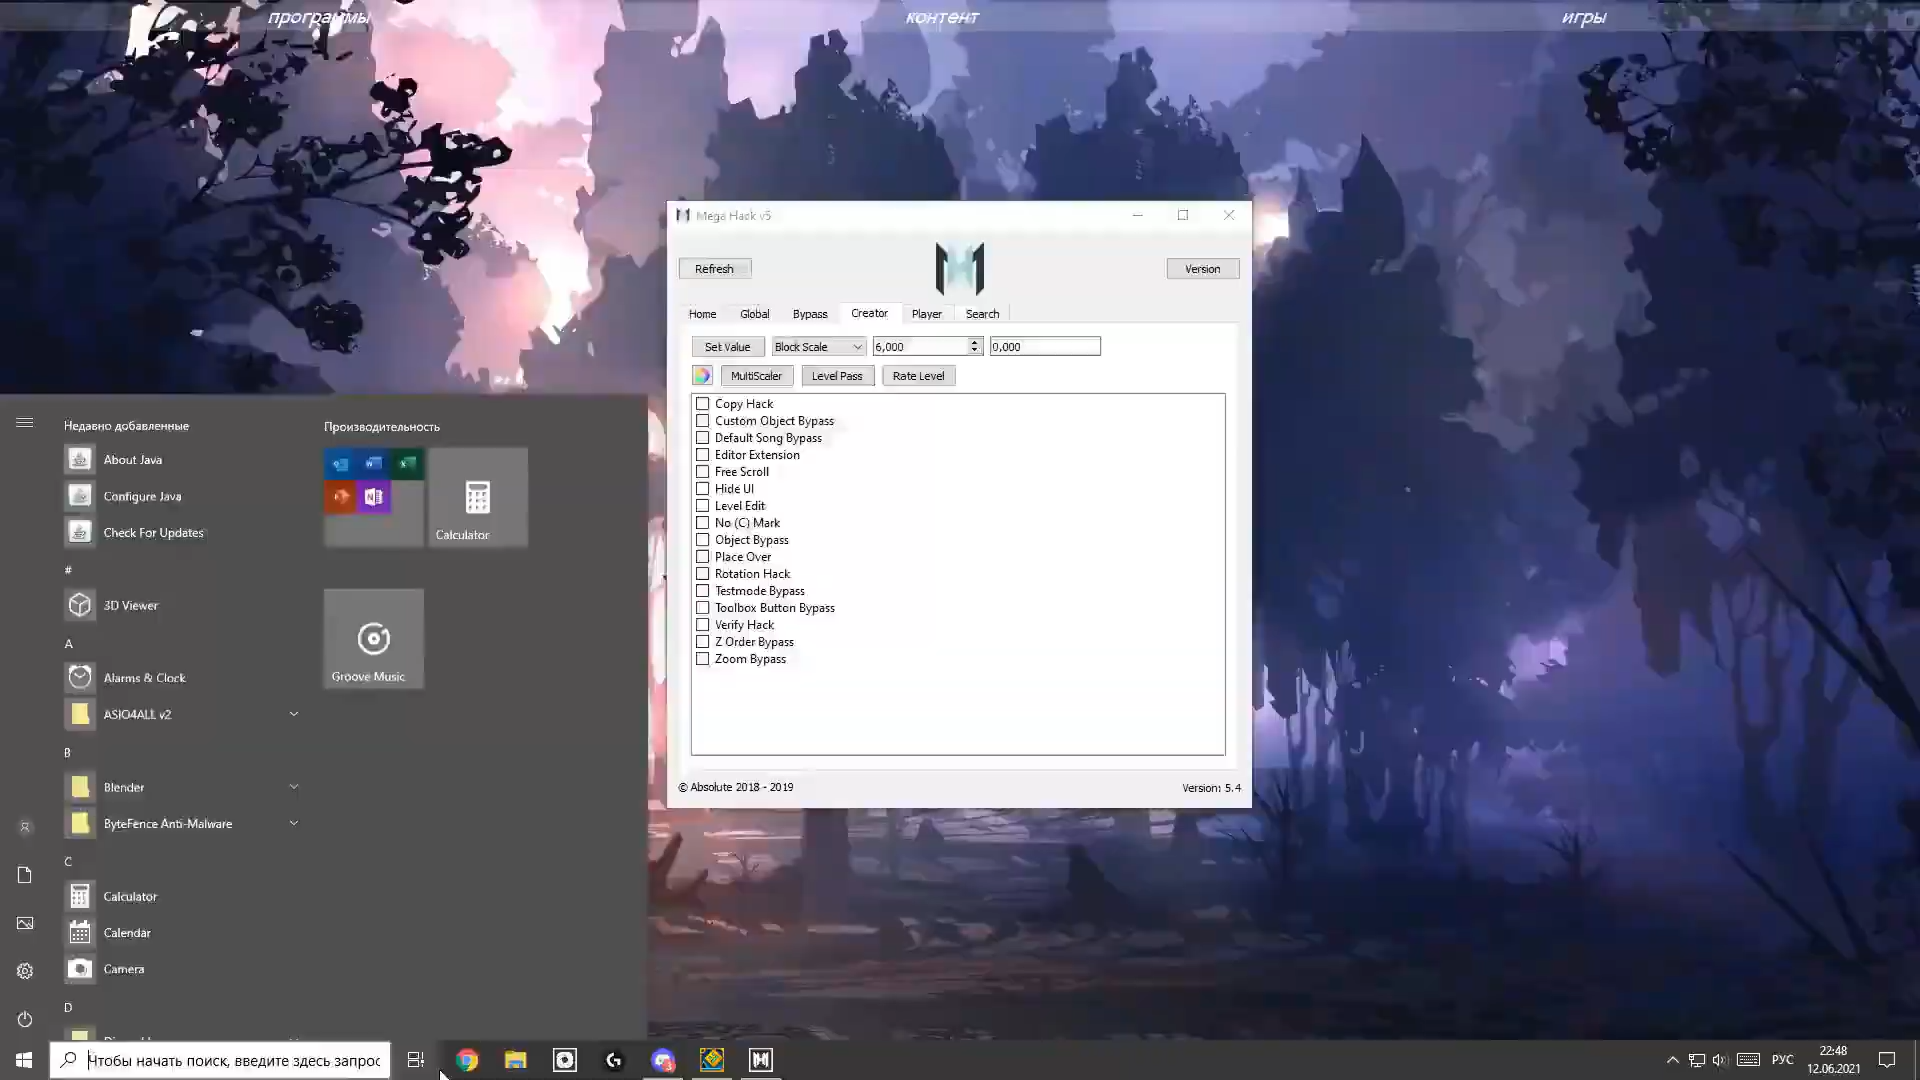 программы
контент
игры
Mega Hack v5
Refresh
Version
Home
Global
Bypass
Creator
Player
Search
Set Value
Block Scale
6,000
0,000
MultiScaler
Level Pass
Rate Level
Copy Hack
Custom Object Bypass
Default Song Bypass
Editor Extension
Free Scroll
Hide UI
Level Edit
No (C) Mark
Object Bypass
Place Over
Rotation Hack
Testmode Bypass
Toolbox Button Bypass
Verify Hack
Z Order Bypass
Zoom Bypass
© Absolute 2018 - 2019
Version: 5.4
Недавно добавленные
About Java
Configure Java
Check For Updates
#
3D Viewer
A
Alarms & Clock
ASIO4ALL v2
B
Blender
ByteFence Anti-Malware
C
Calculator
Calendar
Camera
D
Производительность
Calculator
Groove Music
Чтобы начать поиск, введите здесь запрос
РУС
22:48
12.06.2021